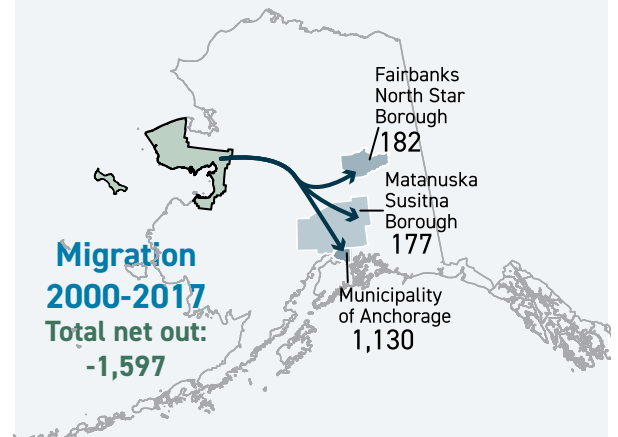 Fairbanks
North Star
Borough
182
Matanuska
Susitna
Borough
177
Migration
2000-2017
Total net out:
-1,597
Municipality
of Anchorage
1,130